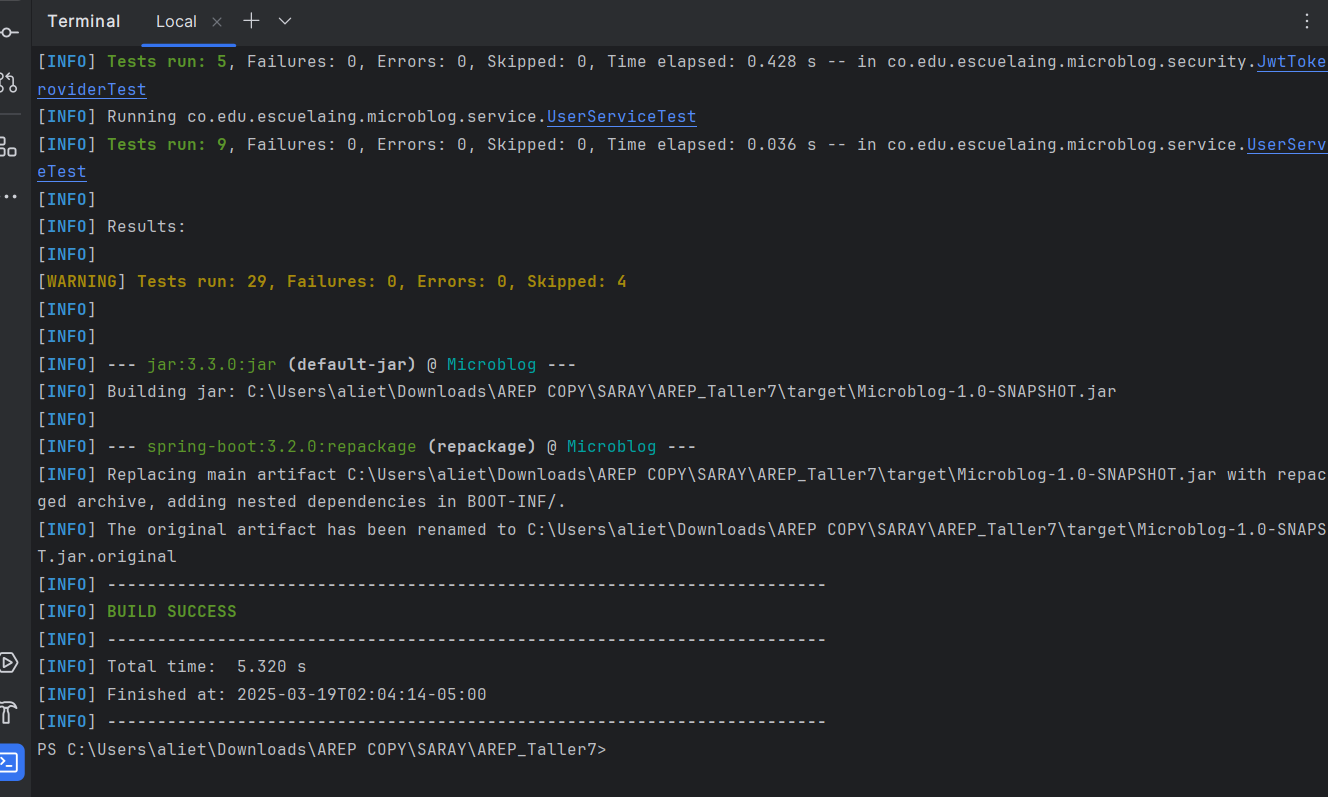 Terminal Local
[INFO] Tests run: 5, Failures: 0, Errors: 0, Skipped: 0, Time elapsed: 0.428 s -- in co.edu.escuelaing.microblog.security.JwtToke
roviderTest
[INFO] Running co.edu.escuelaing.microblog.service.UserServiceTest
[INFO] Tests run: 9, Failures: 0, Errors: 0, Skipped: 0, Time elapsed: 0.036 s -- in co.edu.escuelaing.microblog.service.UserServ
eTest
[INFO]
[INFO] Results:
[INFO]
[WARNING] Tests run: 29, Failures: 0, Errors: 0, Skipped: 4
[INFO]
[INFO]
[INFO] --- jar:3.3.0:jar (default-jar) @ Microblog ---
[INFO] Building jar: C:\Users\aliet\Downloads\AREP COPY\SARAY\AREP_Taller7\target\Microblog-1.0-SNAPSHOT.jar
[INFO]
[INFO] --- spring-boot:3.2.0:repackage (repackage) @ Microblog ---
[INFO] Replacing main artifact C:\Users\aliet\Downloads\AREP COPY\SARAY\AREP_Taller7\target\Microblog-1.0-SNAPSHOT.jar with repac
ged archive, adding nested dependencies in BOOT-INF/.
[INFO] The original artifact has been renamed to C:\Users\aliet\Downloads\AREP COPY\SARAY\AREP_Taller7\target\Microblog-1.0-SNAPS
T.jar.original
[INFO] ------------------------------------------------------------------------
[INFO] BUILD SUCCESS
[INFO] ------------------------------------------------------------------------
[INFO] Total time:  5.320 s
[INFO] Finished at: 2025-03-19T02:04:14-05:00
[INFO] ------------------------------------------------------------------------
PS C:\Users\aliet\Downloads\AREP COPY\SARAY\AREP_Taller7>